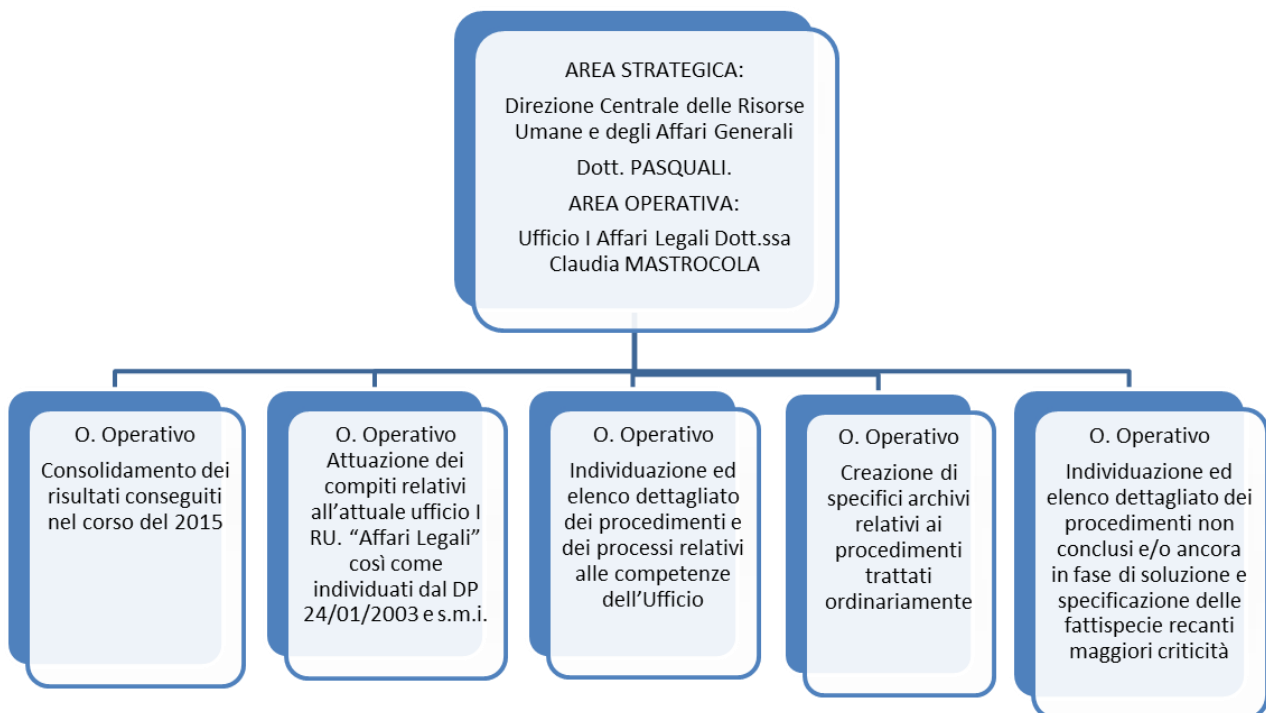 AREA STRATEGICA:
Direzione Centrale delle Risorse
Umane e degli Affari Generali
Dott. PASQUALI.
AREA OPERATIVA:
Ufficio I Affari Legali Dott.ssa
Claudia MASTROCOLA
O. Operativo
Consolidamento dei
risultati conseguiti
nel corso del 2015
O. Operativo
Attuazione dei
compiti relativi
all’attuale ufficio I
RU. “Affari Legali”
così come
individuati dal DP
24/01/2003 e s.m.i.
O. Operativo
Individuazione ed
elenco dettagliato
dei procedimenti e
dei processi relativi
alle competenze
dell’Ufficio
O. Operativo
Creazione di
specifici archivi
relativi ai
procedimenti
trattati
ordinariamente
O. Operativo
Individuazione ed
elenco dettagliato dei
procedimenti non
conclusi e/o ancora
in fase di soluzione e
specificazione delle
fattispecie recanti
maggiori criticità